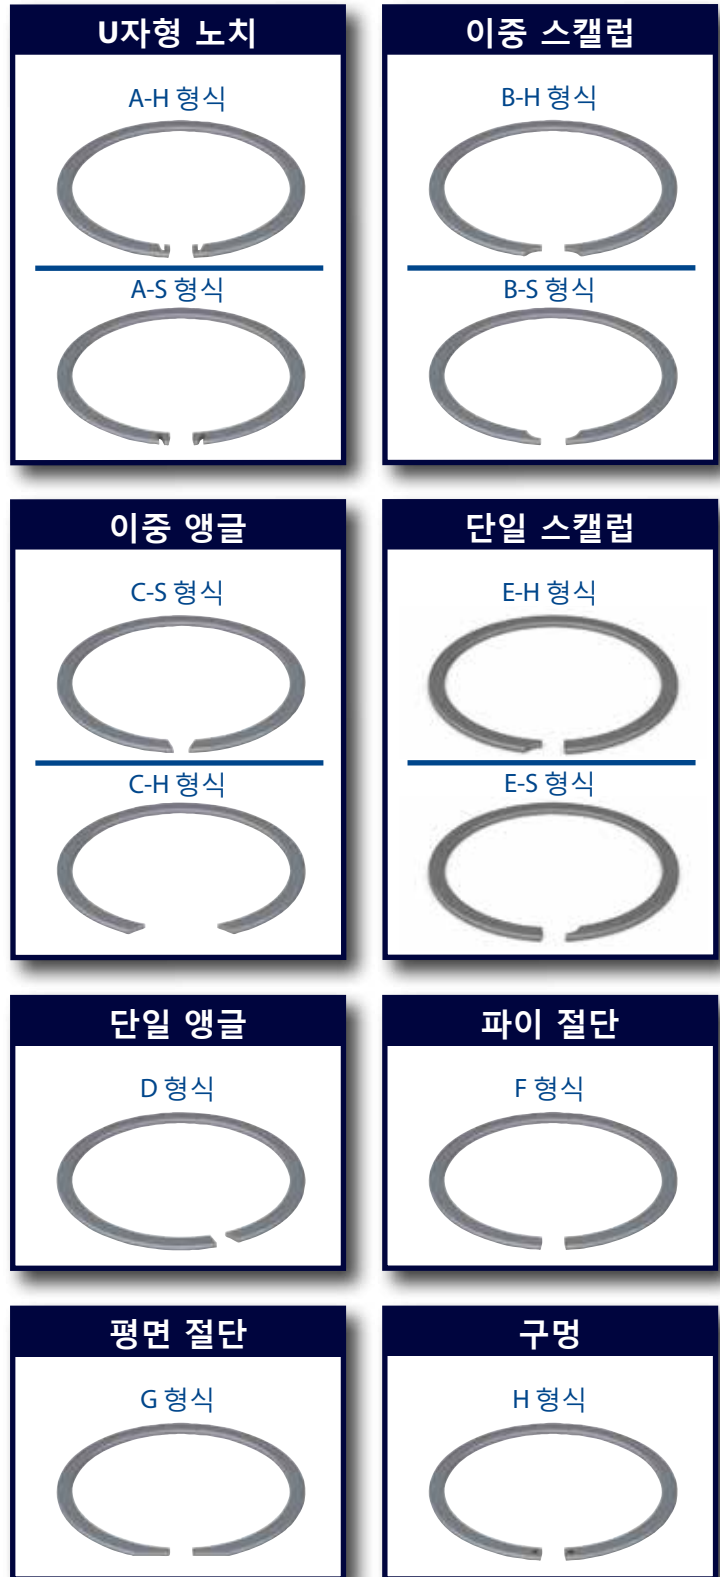 U자형 노치
A-H 형식
A-S 형식
이중 스캘럽
B-H 형식
B-S 형식
이중 앵글
C-S 형식
C-H 형식
단일 스캘럽
E-H 형식
E-S 형식
단일 앵글
D 형식
파이 절단
F 형식
평면 절단
G 형식
구멍
H 형식